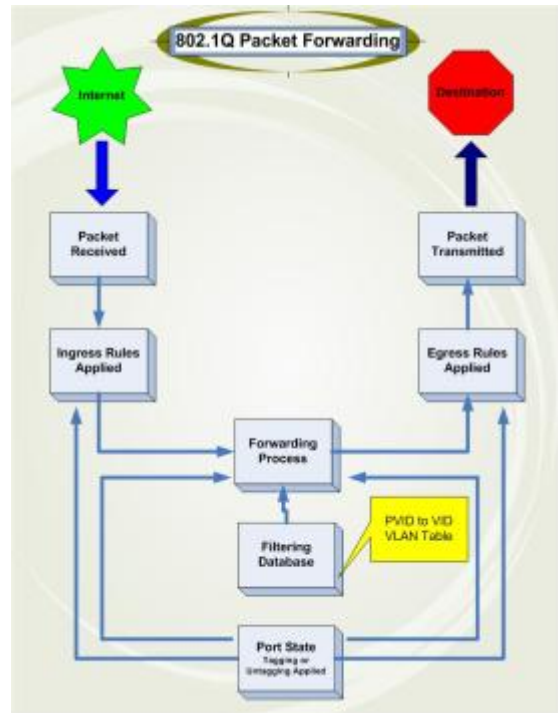 802.1Q Packet Forwarding
Internet
Destination
Packet
Received
Packet
Transmitted
Ingress Rules
Applied
Egress Rules
Applied
Forwarding
Process
PVID to VID
VLAN Table
Filtering
Database
Port State
Tagging or
Untagging Applied